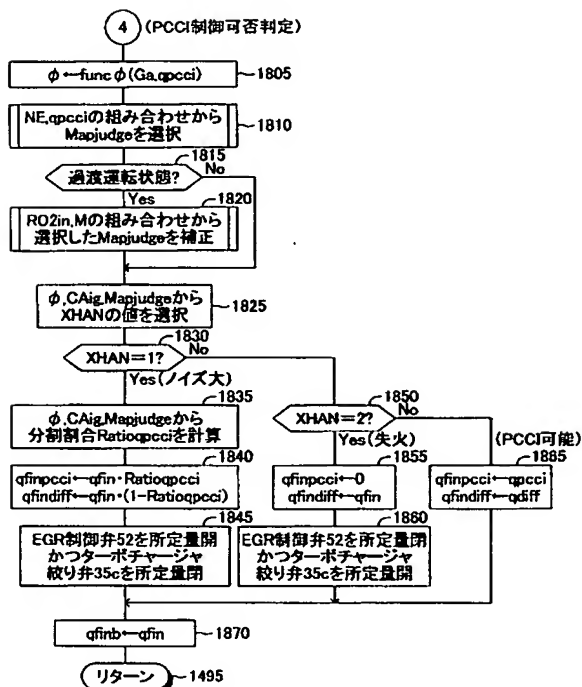 4
(PCCI制御可否判定)
φ←func φ(Ga,qpcci)
1805
NE,qpcciの組み合わせから
Mapjudgeを選択
1810
1815
過渡運転状態?
No
Yes
1820
RO2in,Mの組み合わせから
選択したMapjudgeを補正
φ,CAig,Mapjudgeから
XHANの値を選択
1825
1830
XHAN=1?
No
Yes(ノイズ大)
1835
φ,CAig,Mapjudgeから
分割割合Ratioqpcciを計算
1840
qfinpcci←qfin・Ratioqpcci
qfindiff←qfin・(1-Ratioqpcci)
1845
EGR制御弁52を所定量開
かつターボチャージャ
絞り弁35cを所定量閉
1850
XHAN=2?
No
Yes(失火)
1855
qfinpcci←0
qfindiff←qfin
1860
EGR制御弁52を所定量閉
かつターボチャージャ
絞り弁35cを所定量開
(PCCI可能)
1865
qfinpcci←qpcci
qfindiff←qdiff
qfinb←qfin
1870
リターン
1495